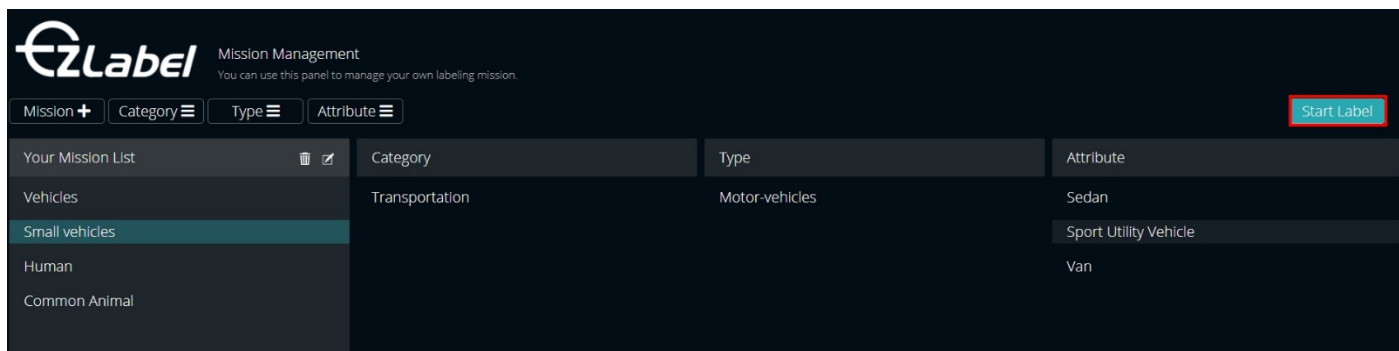 EZLabel
Mission Management
You can use this panel to manage your own labeling mission.
Mission Category Type Attribute Start Label
Your Mission List Category Type Attribute
Vehicles Transportation Motor-vehicles Sedan
Small vehicles Sport Utility Vehicle
Human Van
Common Animal